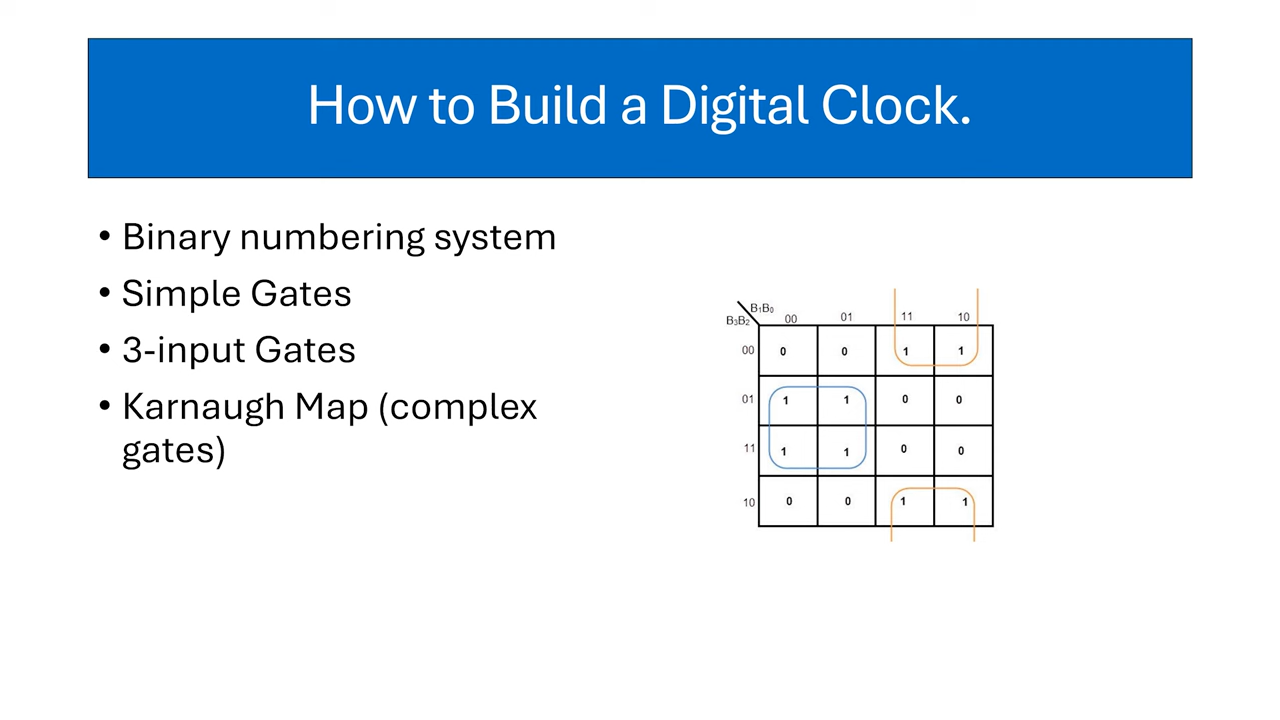 How to Build a Digital Clock.
• Binary numbering system
• Simple Gates
• 3-input Gates
• Karnaugh Map (complex
gates)
B₁B₀
B₃B₂ 00 01 11 10
00 0 0 1 1
01 1 1 0 0
11 1 1 0 0
10 0 0 1 1